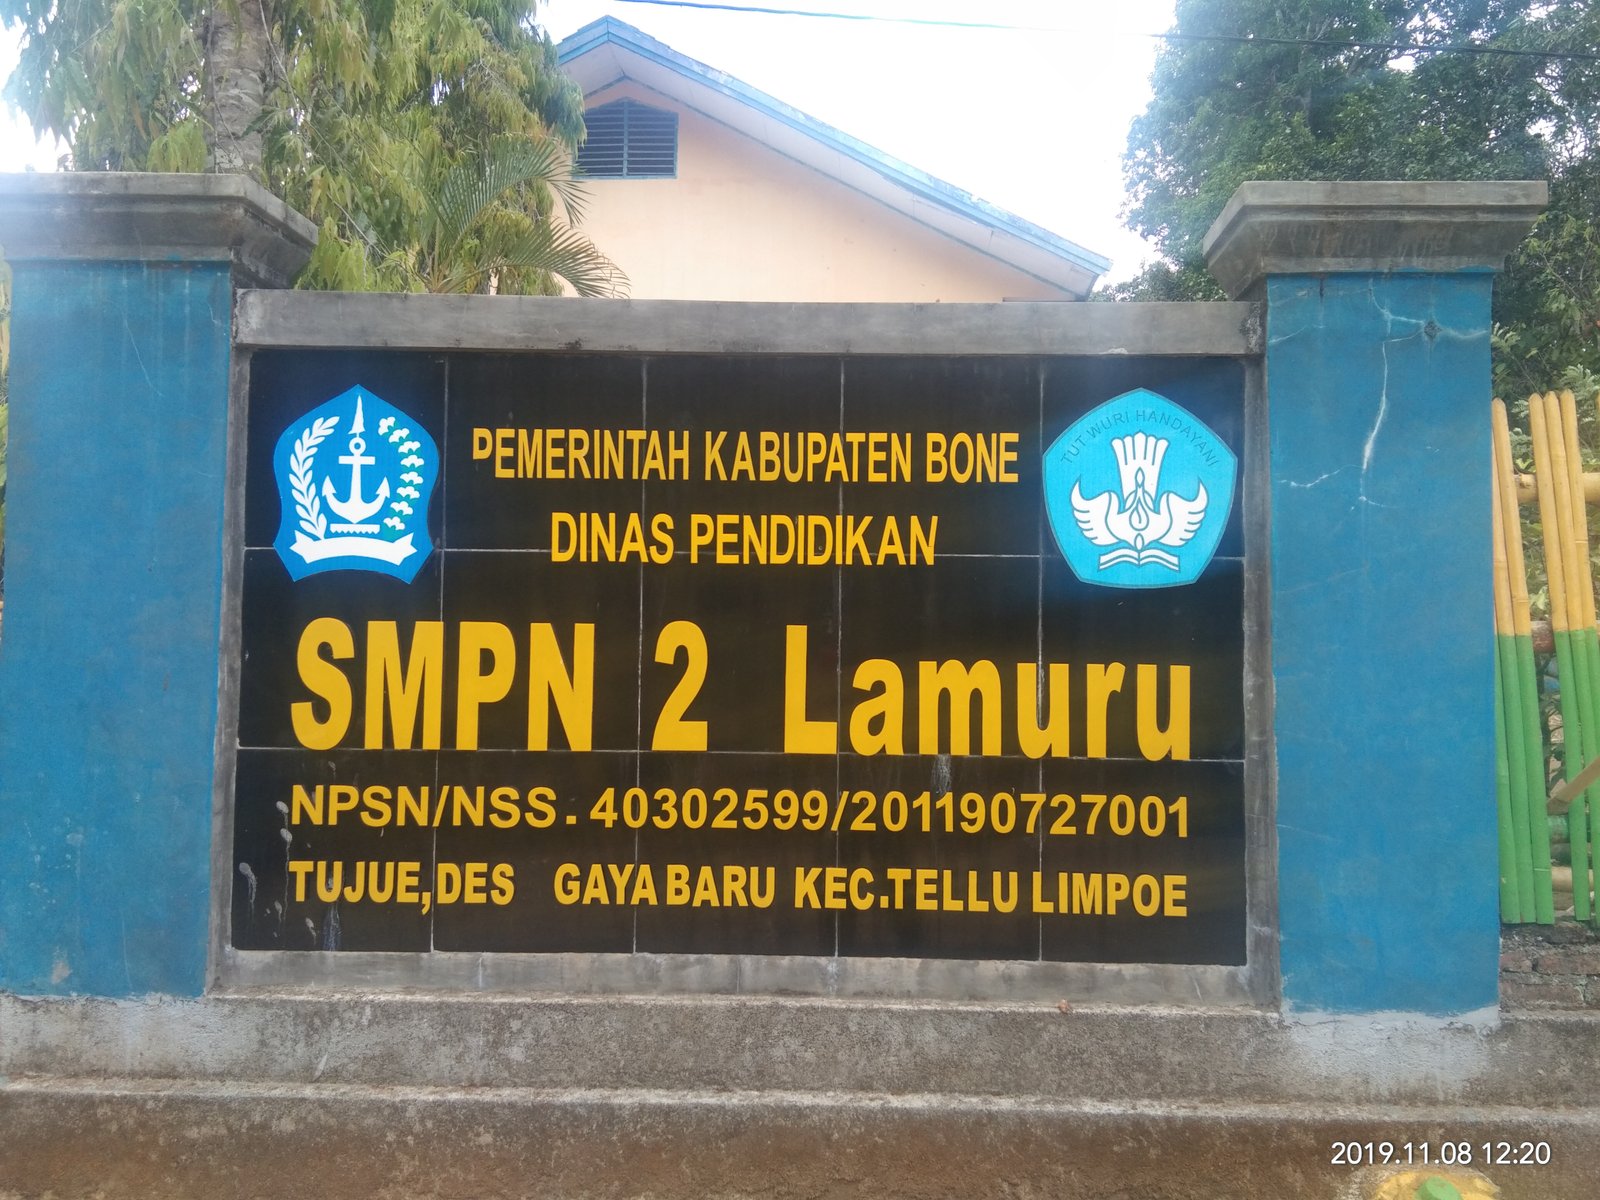 PEMERINTAH KABUPATEN BONE
DINAS PENDIDIKAN
TUT WURI HANDAYANI
SMPN 2 Lamuru
NPSN/NSS. 40302599/201190727001
TUJUE,DES GAYA BARU KEC.TELLU LIMPOE
2019.11.08 12:20